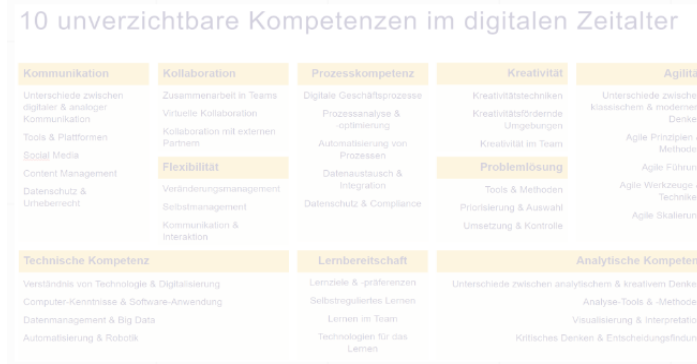 10 unverzichtbare Kompetenzen im digitalen Zeitalter
Kommunikation
Unterschiede zwischen
digitaler & analoger
Kommunikation
Tools & Plattformen
Social Media
Content Management
Datenschutz &
Urheberrecht
Kollaboration
Zusammenarbeit in Teams
Virtuelle Kollaboration
Kollaboration mit externen
Partnern
Flexibilität
Veränderungsmanagement
Selbstmanagement
Kommunikation &
Interaktion
Prozesskompetenz
Digitale Geschäftsprozesse
Prozessanalyse &
-optimierung
Automatisierung von
Prozessen
Datenaustausch &
Integration
Datenschutz & Compliance
Kreativität
Kreativitätstechniken
Kreativitätsfördernde
Umgebungen
Kreativität im Team
Problemlösung
Tools & Methoden
Priorisierung & Auswahl
Umsetzung & Kontrolle
Agilitä
Unterschiede zwische
klassischem & moderne
Denke
Agile Prinzipien
Methode
Agile Führun
Agile Werkzeuge
Technike
Agile Skalierun
Technische Kompetenz
Verständnis von Technologie & Digitalisierung
Computer-Kenntnisse & Software-Anwendung
Datenmanagement & Big Data
Automatisierung & Robotik
Lernbereitschaft
Lernziele & -präferenzen
Selbstreguliertes Lernen
Lernen im Team
Technologien für das
Lernen
Analytische Kompeten
Unterschiede zwischen analytischem & kreativem Denke
Analyse-Tools & -Methode
Visualisierung & Interpretatio
Kritisches Denken & Entscheidungsfindun